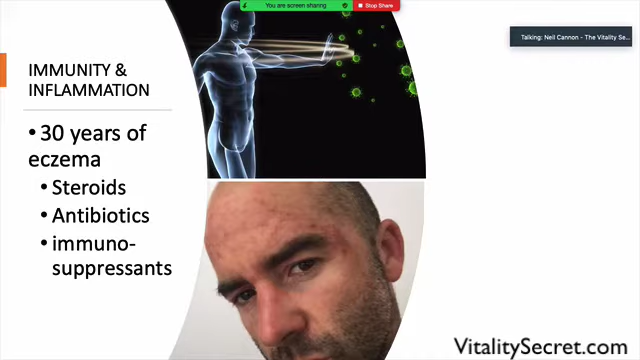 You are screen sharing
Stop Share
Talking: Neil Cannon - The Vitality Se...
IMMUNITY &
INFLAMMATION
• 30 years of
eczema
• Steroids
• Antibiotics
• immuno-
suppressants
VitalitySecret.com